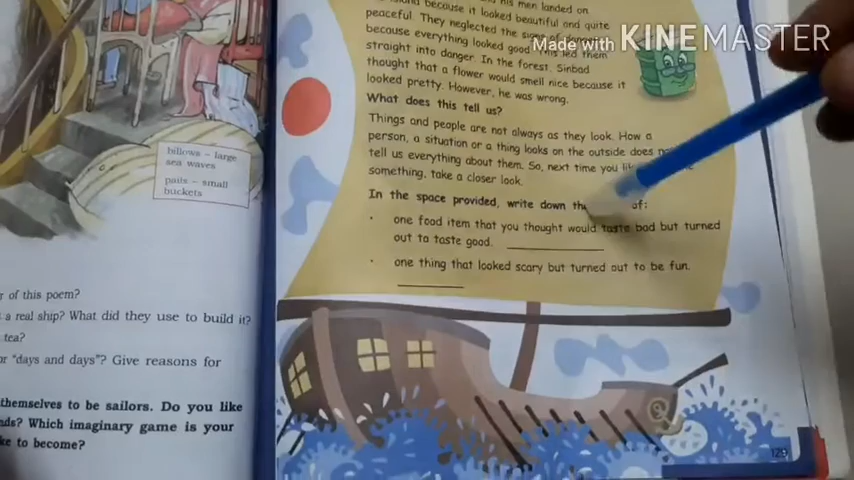 billows – large
sea waves
pails – small
buckets
r of this poem?
a real ship? What did they use to build it?
tea?
or "days and days"? Give reasons for
themselves to be sailors. Do you like
nds? Which imaginary game is your
ke to become?
his men landed on
island because it looked beautiful and quite
peaceful. They neglected the signs of
because everything looked good. This led them
straight into danger. In the forest, Sinbad
thought that a flower would smell nice because it
looked pretty. However, he was wrong.
What does this tell us?
Things and people are not always as they look. How a
person, a situation or a thing looks on the outside does
tell us everything about them. So, next time you
something, take a closer look.
In the space provided, write down of:
• one food item that you thought would taste bad but turned
out to taste good.
• one thing that looked scary but turned out to be fun.
129
Made with KINEMASTER